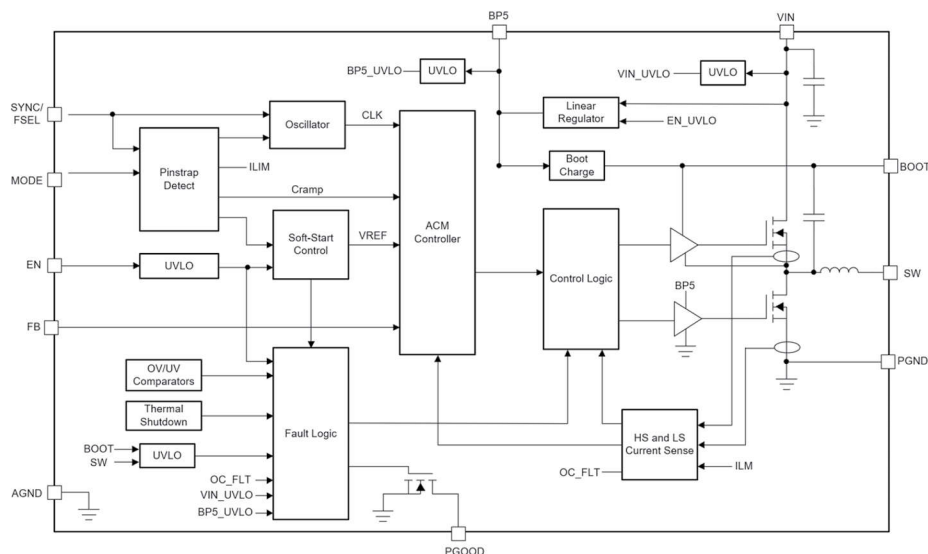 BP5
VIN
BP5_UVLO
UVLO
VIN_UVLO
UVLO
SYNC/
FSEL
Oscillator
CLK
Linear
Regulator
EN_UVLO
Pinstrap
Detect
ILIM
Boot
Charge
BOOT
MODE
Cramp
ACM
Controller
Soft-Start
Control
VREF
Control Logic
EN
UVLO
SW
BP5
FB
PGND
OV/UV
Comparators
Thermal
Shutdown
Fault Logic
HS and LS
Current Sense
BOOT
SW
UVLO
OC_FLT
ILM
OC_FLT
VIN_UVLO
BP5_UVLO
AGND
PGOOD